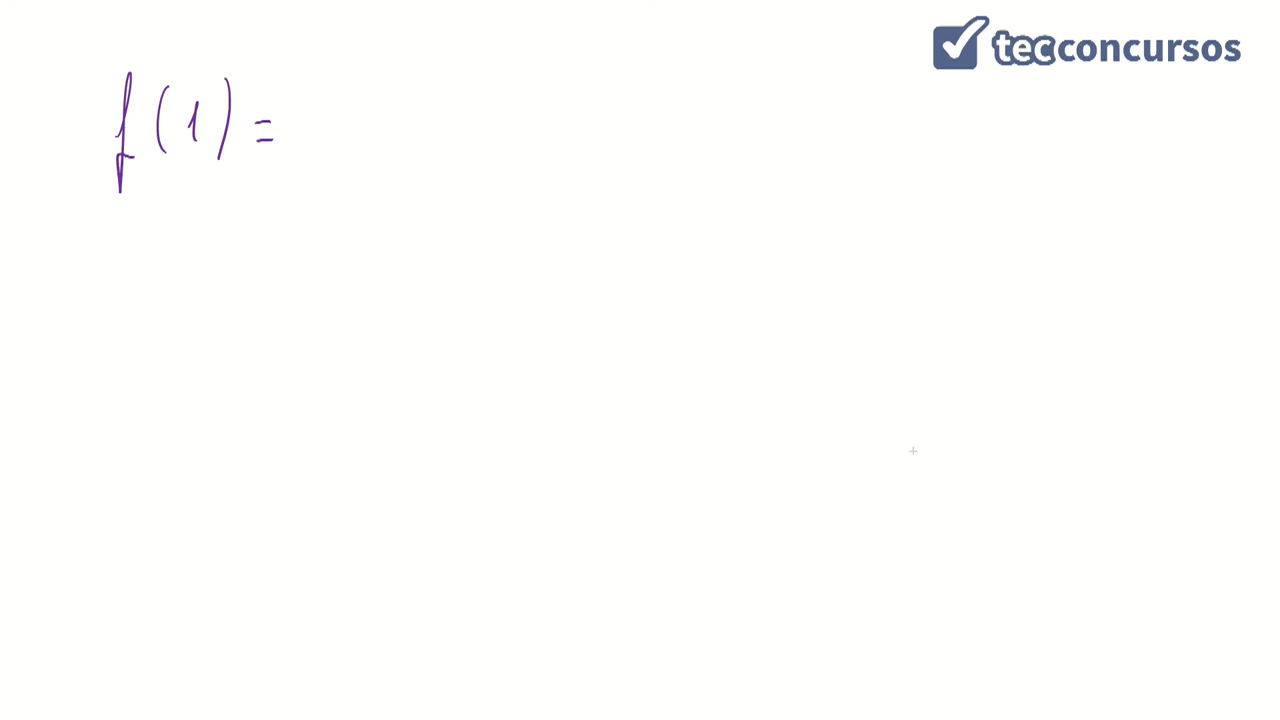 tecconcursos
f(1) =